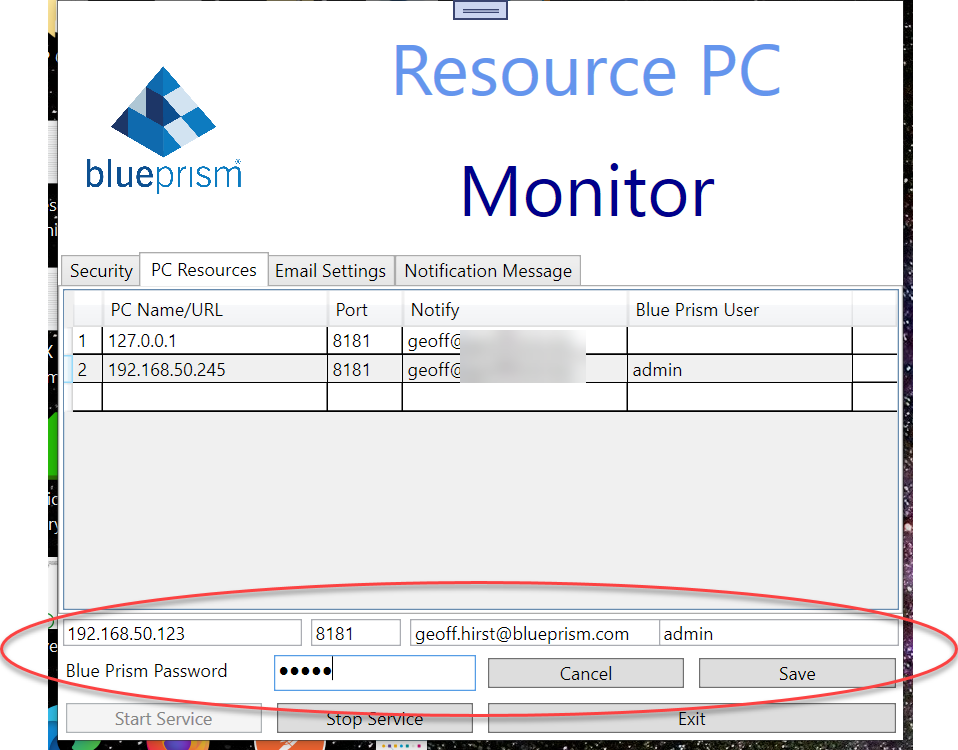 Resource PC
Monitor
blueprism
Security PC Resources Email Settings Notification Message
PC Name/URL Port Notify Blue Prism User
1 127.0.0.1 8181 geoff@
2 192.168.50.245 8181 geoff@ admin
192.168.50.123 8181 geoff.hirst@blueprism.com admin
Blue Prism Password ●●●●● Cancel Save
Start Service Stop Service Exit